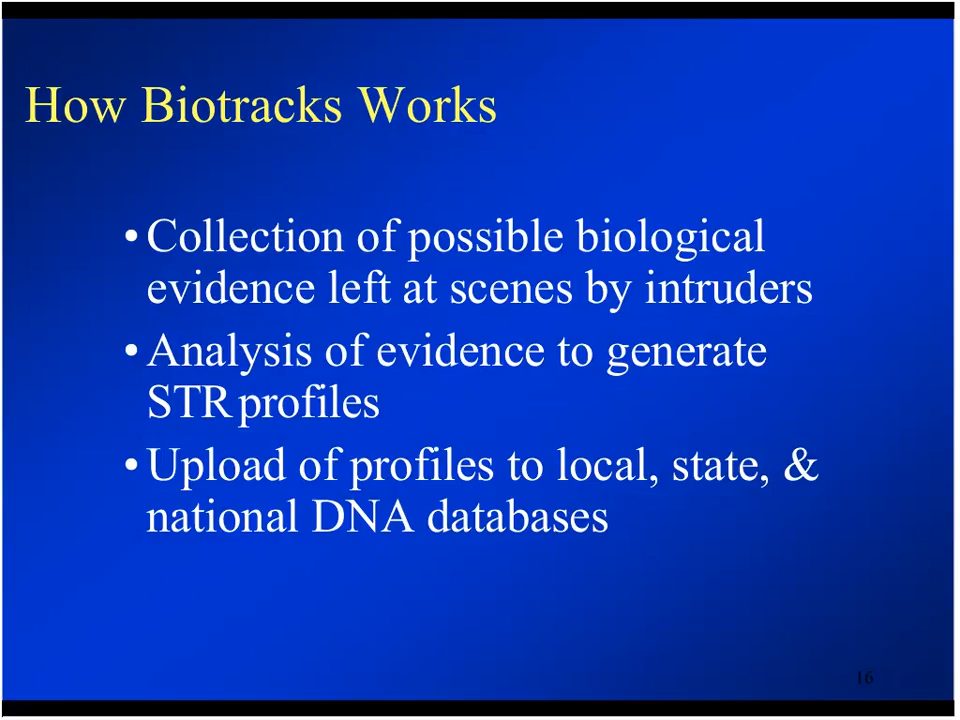 How Biotracks Works
•Collection of possible biological
evidence left at scenes by intruders
•Analysis of evidence to generate
STR profiles
•Upload of profiles to local, state, &
national DNA databases
16